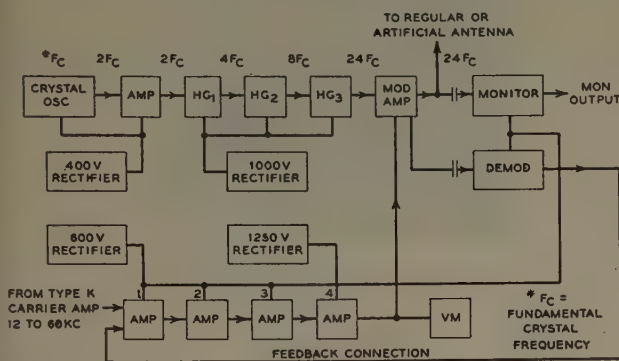 TO REGULAR OR
ARTIFICIAL ANTENNA
*FC
2FC
2FC
4FC
8FC
24FC
24FC
CRYSTAL
OSC
AMP
HG1
HG2
HG3
MOD
AMP
MONITOR
MON
OUTPUT
400V
RECTIFIER
1000V
RECTIFIER
DEMOD
600V
RECTIFIER
1250V
RECTIFIER
FROM TYPE K
CARRIER AMP
12 TO 60KC
1
AMP
2
AMP
3
AMP
4
AMP
VM
* FC =
FUNDAMENTAL
CRYSTAL
FREQUENCY
FEEDBACK CONNECTION